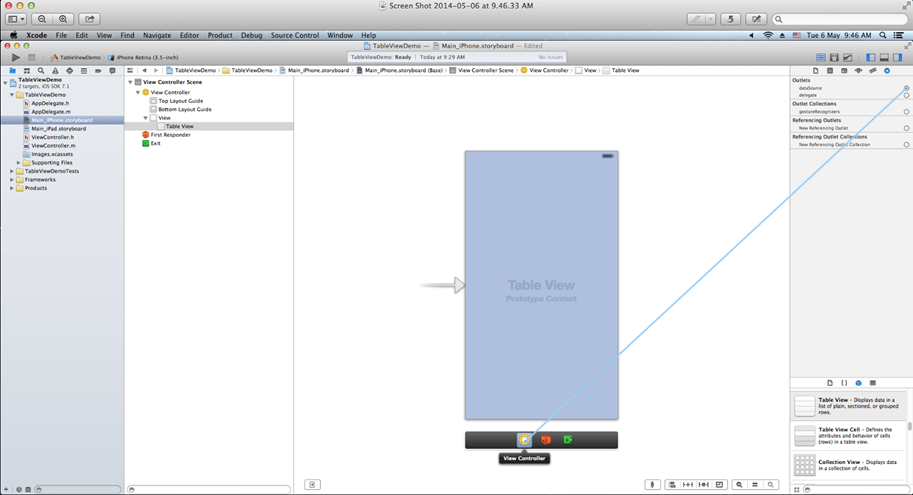 Screen Shot 2014-05-06 at 9.46.33 AM
Xcode File Edit View Find Navigate Editor Product Debug Source Control Window Help
Tue 6 May 9:46 AM
TableViewDemo — Main_iPhone.storyboard — Edited
TableViewDemo iPhone Retina (3.5-inch)
TableViewDemo: Ready Today at 9:29 AM No Issues
TableViewDemo TableViewDemo Main_iPhone.storyboard Main_iPhone.storyboard (Base) View Controller Scene View Controller View Table View
TableViewDemo
2 targets, iOS SDK 7.1
TableViewDemo
AppDelegate.h
AppDelegate.m
Main_iPhone.storyboard
Main_iPad.storyboard
ViewController.h
ViewController.m
Images.xcassets
Supporting Files
TableViewDemoTests
Frameworks
Products
View Controller Scene
View Controller
Top Layout Guide
Bottom Layout Guide
View
Table View
First Responder
Exit
Table View
Prototype Content
View Controller
Outlets
dataSource
delegate
Outlet Collections
gestureRecognizers
Referencing Outlets
New Referencing Outlet
Referencing Outlet Collections
New Referencing Outlet Collection
Table View - Displays data in a
list of plain, sectioned, or grouped
rows.
Table View Cell - Defines the
attributes and behavior of cells
(rows) in a table view.
Collection View - Displays data
in a collection of cells.